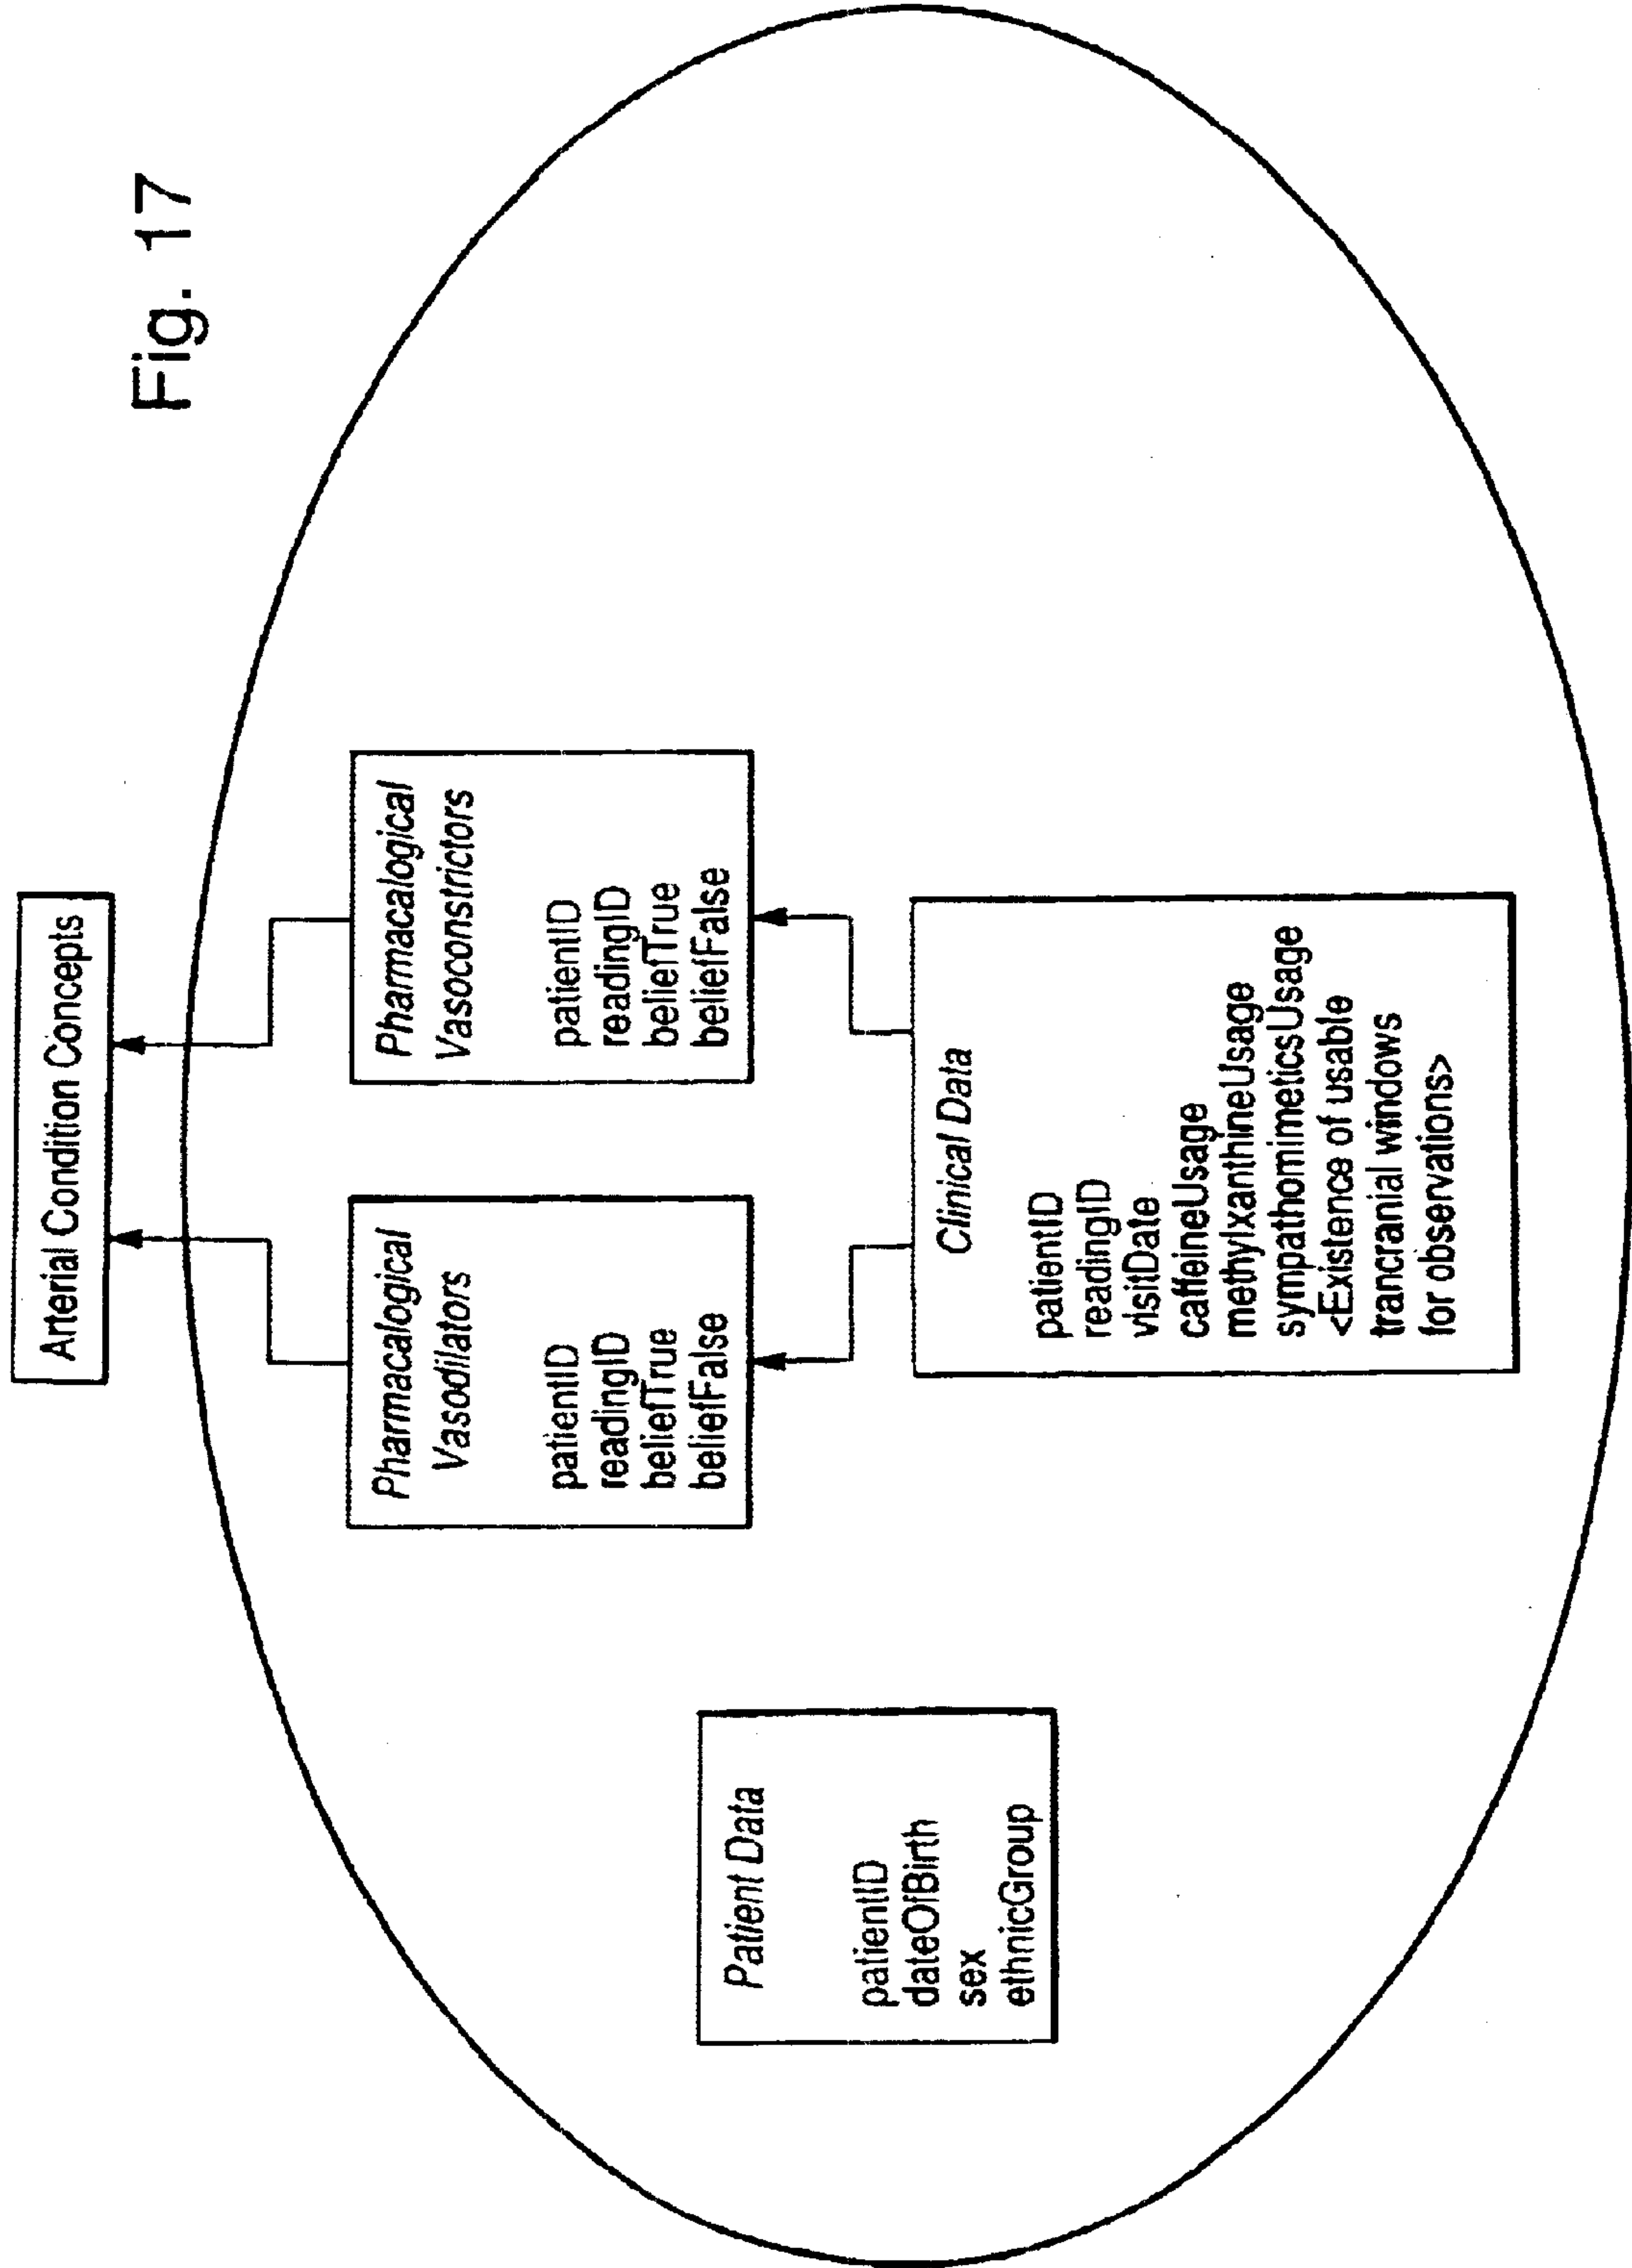 Fig. 17
Arterial Condition Concepts
Pharmacalogical
Vasodilators
patientID
readingID
beliefTrue
beliefFalse
Pharmacalogical
Vasoconstrictors
patientID
readingID
beliefTrue
beliefFalse
Patient Data
patientID
dateOfBirth
sex
ethnicGroup
Clinical Data
patientID
readingID
visitDate
caffeineUsage
methylxanthineUsage
sympathomimeticsUsage
<Existence of usable
trancranial windows
for observations>